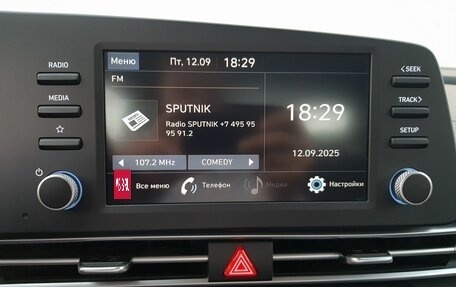 RADIO
MEDIA
Меню
Пт, 12.09
18:29
FM
SPUTNIK
Radio SPUTNIK +7 495 95
95 91.2
107.2 MHz
COMEDY
18:29
12.09.2025
Все меню
Телефон
Медиа
Настройки
SEEK
TRACK
SETUP